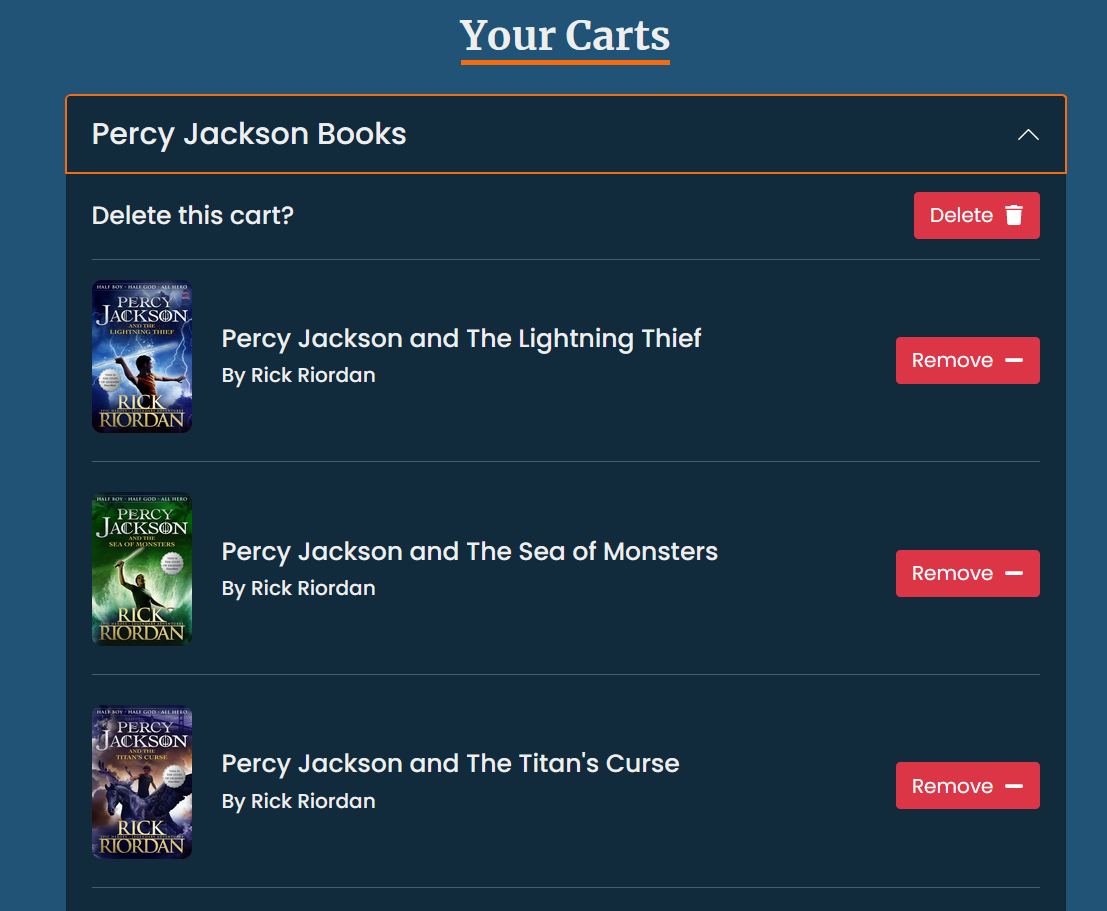 Your Carts
Percy Jackson Books
Delete this cart?
Delete
HALF BOY · HALF GOD · ALL HERO
PERCY
JACKSON
AND THE
LIGHTNING THIEF
RICK
RIORDAN
Percy Jackson and The Lightning Thief
By Rick Riordan
Remove
HALF BOY · HALF GOD · ALL HERO
PERCY
JACKSON
AND THE
SEA OF MONSTERS
RICK
RIORDAN
Percy Jackson and The Sea of Monsters
By Rick Riordan
Remove
HALF BOY · HALF GOD · ALL HERO
PERCY
JACKSON
AND THE
TITAN'S CURSE
RICK
RIORDAN
Percy Jackson and The Titan's Curse
By Rick Riordan
Remove